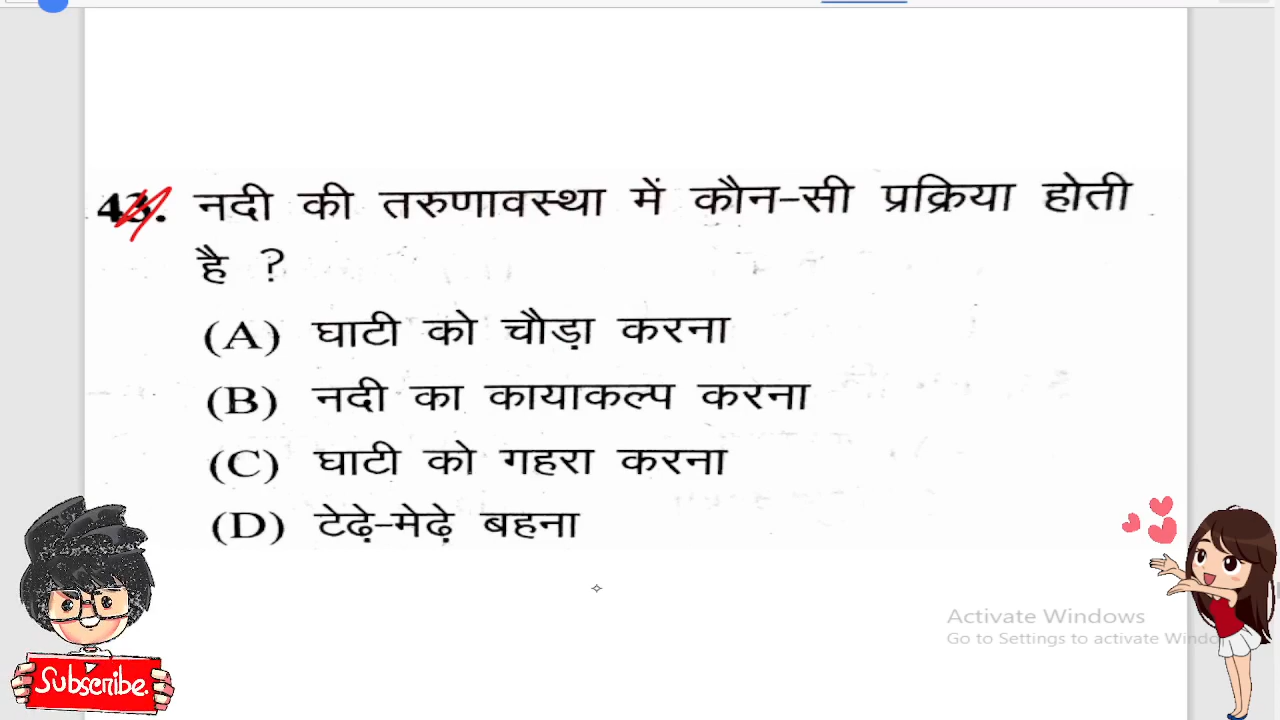 43. नदी की तरुणावस्था में कौन-सी प्रक्रिया होती
है ?
(A) घाटी को चौड़ा करना
(B) नदी का कायाकल्प करना
(C) घाटी को गहरा करना
(D) टेढ़े-मेढ़े बहना
Activate Windows
Go to Settings to activate Windo
Subscribe.